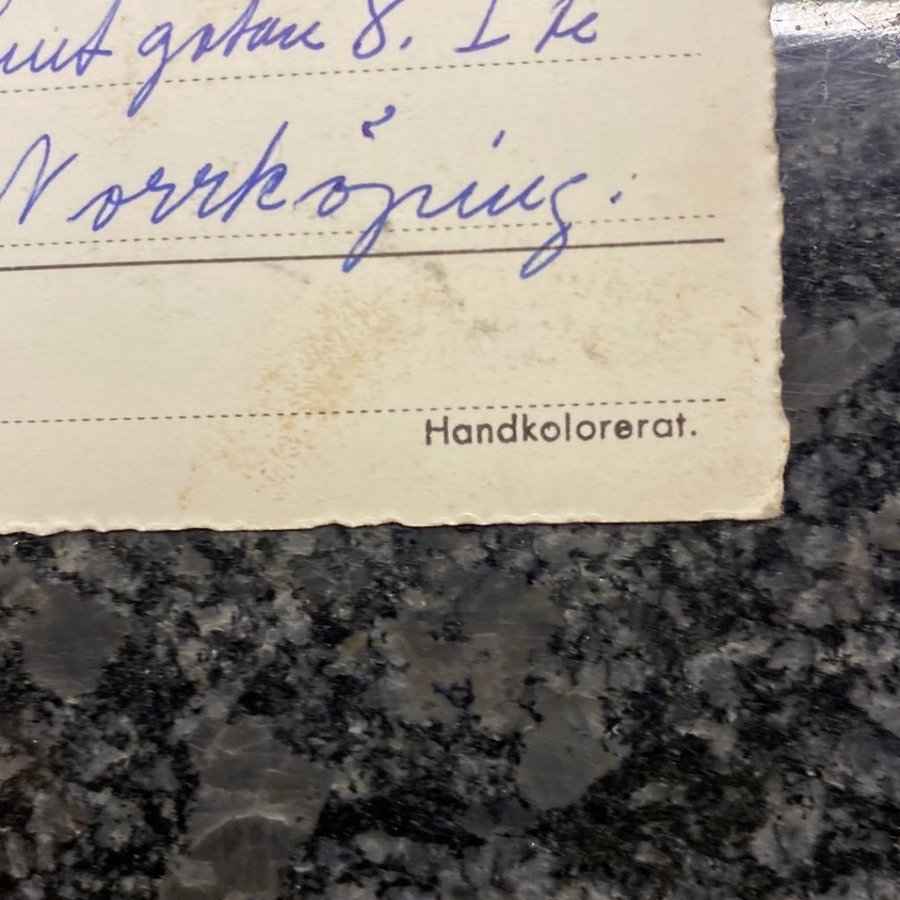 gatan 8. I tr
Norrköping.
Handkolorerat.